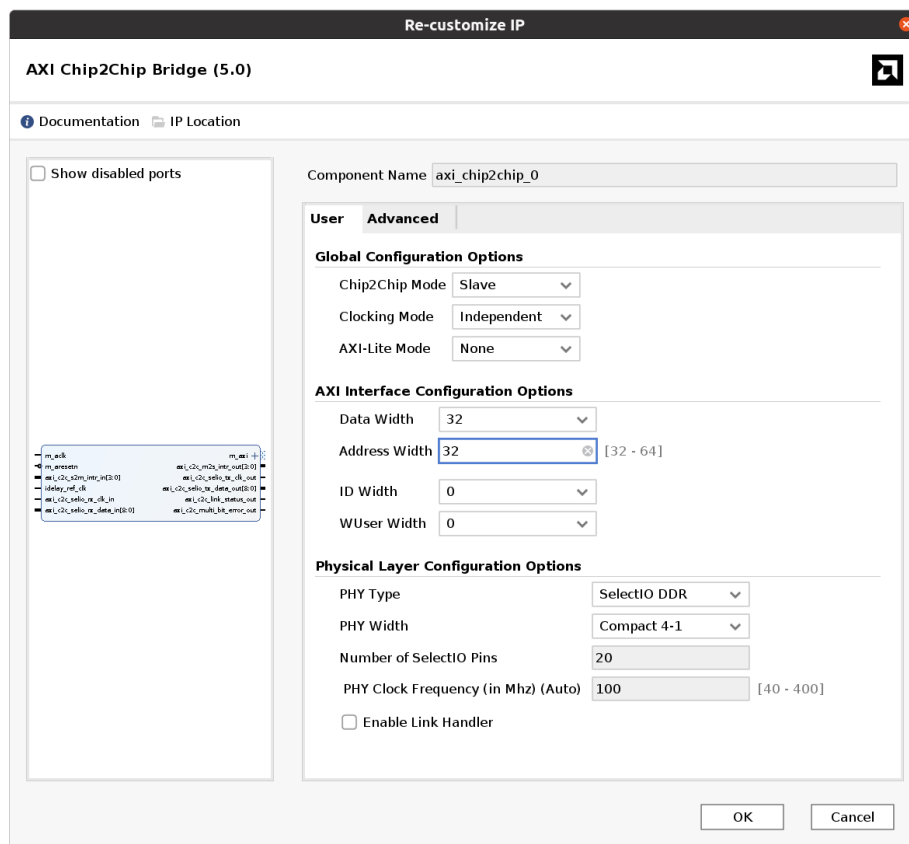 Re-customize IP
AXI Chip2Chip Bridge (5.0)
Documentation IP Location
Show disabled ports
m_aclk
m_aresetn
axi_c2c_s2m_intr_in[3:0]
idelay_ref_clk
axi_c2c_selio_rx_clk_in
axi_c2c_selio_rx_data_in[8:0]
m_axi
axi_c2c_m2s_intr_out[3:0]
axi_c2c_selio_tx_clk_out
axi_c2c_selio_tx_data_out[8:0]
axi_c2c_link_status_out
axi_c2c_multi_bit_error_out
Component Name axi_chip2chip_0
User Advanced
Global Configuration Options
Chip2Chip Mode Slave
Clocking Mode Independent
AXI-Lite Mode None
AXI Interface Configuration Options
Data Width 32
Address Width 32 [32 - 64]
ID Width 0
WUser Width 0
Physical Layer Configuration Options
PHY Type SelectIO DDR
PHY Width Compact 4-1
Number of SelectIO Pins 20
PHY Clock Frequency (in Mhz) (Auto) 100 [40 - 400]
Enable Link Handler
OK Cancel